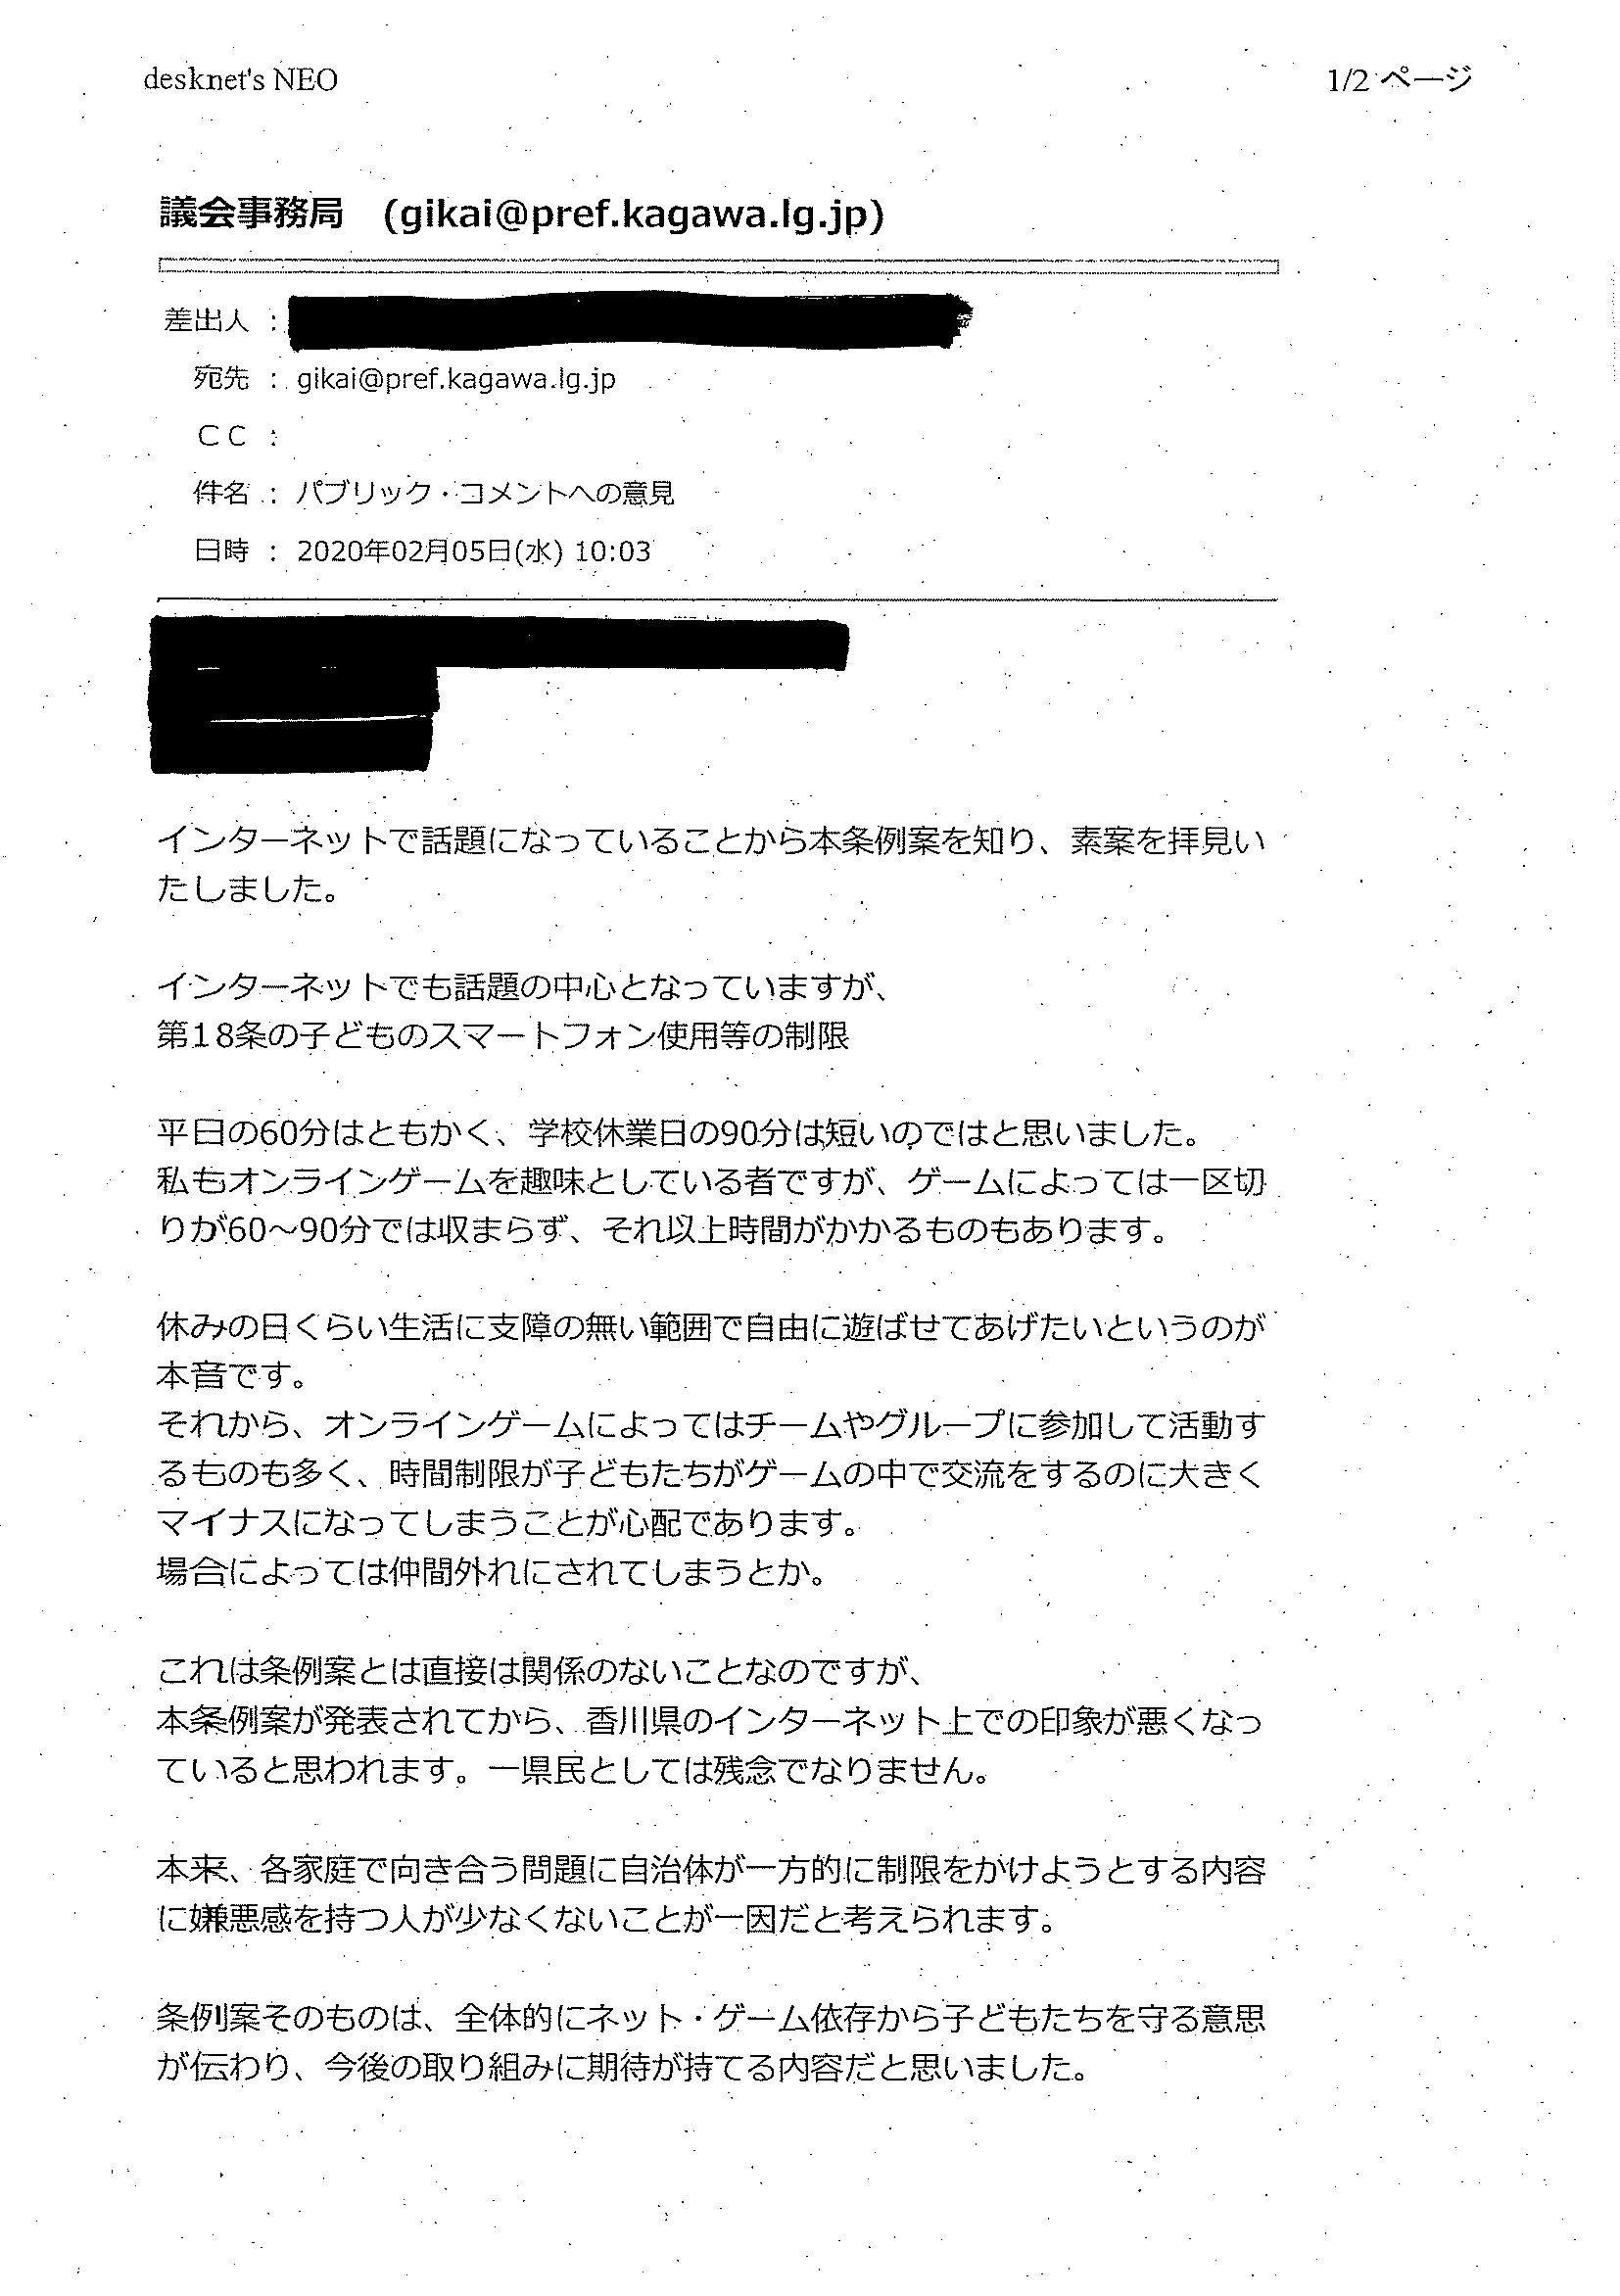 desknet's NEO
1/2 ページ
議会事務局　(gikai@pref.kagawa.lg.jp)
差出人 :
宛先 : gikai@pref.kagawa.lg.jp
ＣＣ :
件名 : パブリック・コメントへの意見
日時 : 2020年02月05日(水) 10:03
インターネットで話題になっていることから本条例案を知り、素案を拝見い
たしました。
インターネットでも話題の中心となっていますが、
第18条の子どものスマートフォン使用等の制限
平日の60分はともかく、学校休業日の90分は短いのではと思いました。
私もオンラインゲームを趣味としている者ですが、ゲームによっては一区切
りが60～90分では収まらず、それ以上時間がかかるものもあります。
休みの日くらい生活に支障の無い範囲で自由に遊ばせてあげたいというのが
本音です。
それから、オンラインゲームによってはチームやグループに参加して活動す
るものも多く、時間制限が子どもたちがゲームの中で交流をするのに大きく
マイナスになってしまうことが心配であります。
場合によっては仲間外れにされてしまうとか。
これは条例案とは直接は関係のないことなのですが、
本条例案が発表されてから、香川県のインターネット上での印象が悪くなっ
ていると思われます。一県民としては残念でなりません。
本来、各家庭で向き合う問題に自治体が一方的に制限をかけようとする内容
に嫌悪感を持つ人が少なくないことが一因だと考えられます。
条例案そのものは、全体的にネット・ゲーム依存から子どもたちを守る意思
が伝わり、今後の取り組みに期待が持てる内容だと思いました。